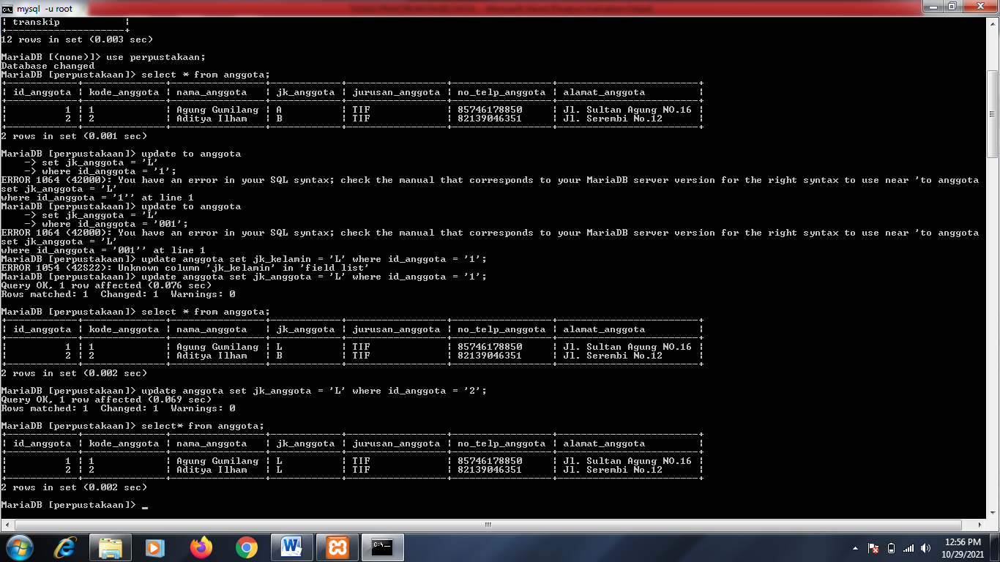 mysql -u root
| transkip |
+--------------------+
12 rows in set (0.003 sec)
MariaDB [(none)]> use perpustakaan;
Database changed
MariaDB [perpustakaan]> select * from anggota;
+------------+--------------+----------------+------------+-----------------+-----------------+------------------------+
| id_anggota | kode_anggota | nama_anggota | jk_anggota | jurusan_anggota | no_telp_anggota | alamat_anggota |
+------------+--------------+----------------+------------+-----------------+-----------------+------------------------+
| 1 | 1 | Agung Gumilang | A | TIF | 85746178850 | Jl. Sultan Agung NO.16 |
| 2 | 2 | Aditya Ilham | B | TIF | 82139046351 | Jl. Serembi No.12 |
+------------+--------------+----------------+------------+-----------------+-----------------+------------------------+
2 rows in set (0.001 sec)
MariaDB [perpustakaan]> update to anggota
-> set jk_anggota = 'L'
-> where id_anggota = '1';
ERROR 1064 (42000): You have an error in your SQL syntax; check the manual that corresponds to your MariaDB server version for the right syntax to use near 'to anggota
set jk_anggota = 'L'
where id_anggota = '1'' at line 1
MariaDB [perpustakaan]> update to anggota
-> set jk_anggota = 'L'
-> where id_anggota = '001';
ERROR 1064 (42000): You have an error in your SQL syntax; check the manual that corresponds to your MariaDB server version for the right syntax to use near 'to anggota
set jk_anggota = 'L'
where id_anggota = '001'' at line 1
MariaDB [perpustakaan]> update anggota set jk_kelamin = 'L' where id_anggota = '1';
ERROR 1054 (42S22): Unknown column 'jk_kelamin' in 'field list'
MariaDB [perpustakaan]> update anggota set jk_anggota = 'L' where id_anggota = '1';
Query OK, 1 row affected (0.076 sec)
Rows matched: 1 Changed: 1 Warnings: 0
MariaDB [perpustakaan]> select * from anggota;
+------------+--------------+----------------+------------+-----------------+-----------------+------------------------+
| id_anggota | kode_anggota | nama_anggota | jk_anggota | jurusan_anggota | no_telp_anggota | alamat_anggota |
+------------+--------------+----------------+------------+-----------------+-----------------+------------------------+
| 1 | 1 | Agung Gumilang | L | TIF | 85746178850 | Jl. Sultan Agung NO.16 |
| 2 | 2 | Aditya Ilham | B | TIF | 82139046351 | Jl. Serembi No.12 |
+------------+--------------+----------------+------------+-----------------+-----------------+------------------------+
2 rows in set (0.002 sec)
MariaDB [perpustakaan]> update anggota set jk_anggota = 'L' where id_anggota = '2';
Query OK, 1 row affected (0.069 sec)
Rows matched: 1 Changed: 1 Warnings: 0
MariaDB [perpustakaan]> select* from anggota;
+------------+--------------+----------------+------------+-----------------+-----------------+------------------------+
| id_anggota | kode_anggota | nama_anggota | jk_anggota | jurusan_anggota | no_telp_anggota | alamat_anggota |
+------------+--------------+----------------+------------+-----------------+-----------------+------------------------+
| 1 | 1 | Agung Gumilang | L | TIF | 85746178850 | Jl. Sultan Agung NO.16 |
| 2 | 2 | Aditya Ilham | L | TIF | 82139046351 | Jl. Serembi No.12 |
+------------+--------------+----------------+------------+-----------------+-----------------+------------------------+
2 rows in set (0.002 sec)
MariaDB [perpustakaan]> _
12:56 PM
10/29/2021